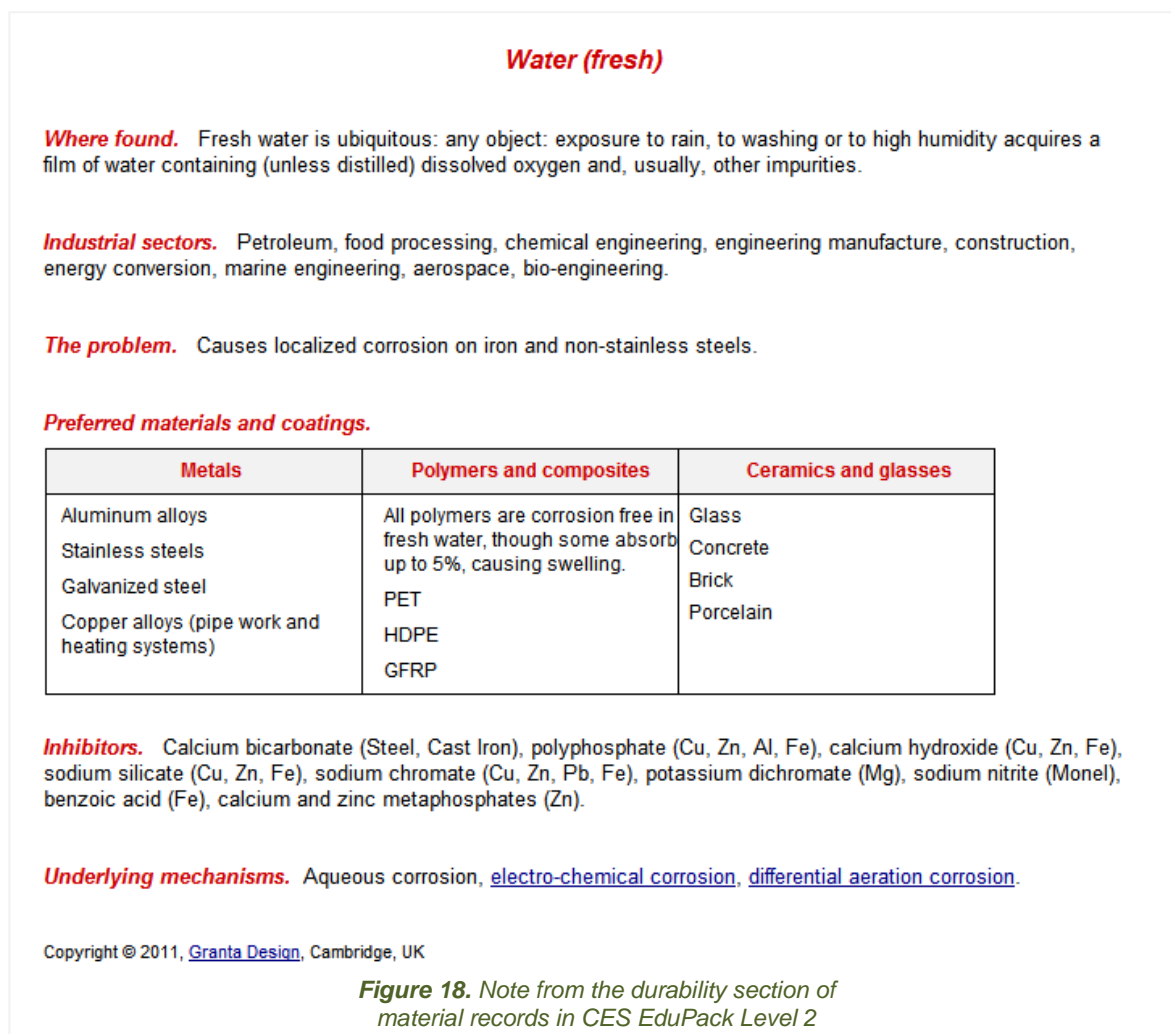 Water (fresh)
Where found. Fresh water is ubiquitous: any object: exposure to rain, to washing or to high humidity acquires a
film of water containing (unless distilled) dissolved oxygen and, usually, other impurities.
Industrial sectors. Petroleum, food processing, chemical engineering, engineering manufacture, construction,
energy conversion, marine engineering, aerospace, bio-engineering.
The problem. Causes localized corrosion on iron and non-stainless steels.
Preferred materials and coatings.
Metals
Aluminum alloys
Stainless steels
Galvanized steel
Copper alloys (pipe work and
heating systems)
Polymers and composites
All polymers are corrosion free in
fresh water, though some absorb
up to 5%, causing swelling.
PET
HDPE
GFRP
Ceramics and glasses
Glass
Concrete
Brick
Porcelain
Inhibitors. Calcium bicarbonate (Steel, Cast Iron), polyphosphate (Cu, Zn, Al, Fe), calcium hydroxide (Cu, Zn, Fe),
sodium silicate (Cu, Zn, Fe), sodium chromate (Cu, Zn, Pb, Fe), potassium dichromate (Mg), sodium nitrite (Monel),
benzoic acid (Fe), calcium and zinc metaphosphates (Zn).
Underlying mechanisms. Aqueous corrosion, electro-chemical corrosion, differential aeration corrosion.
Copyright © 2011, Granta Design, Cambridge, UK
Figure 18. Note from the durability section of
material records in CES EduPack Level 2